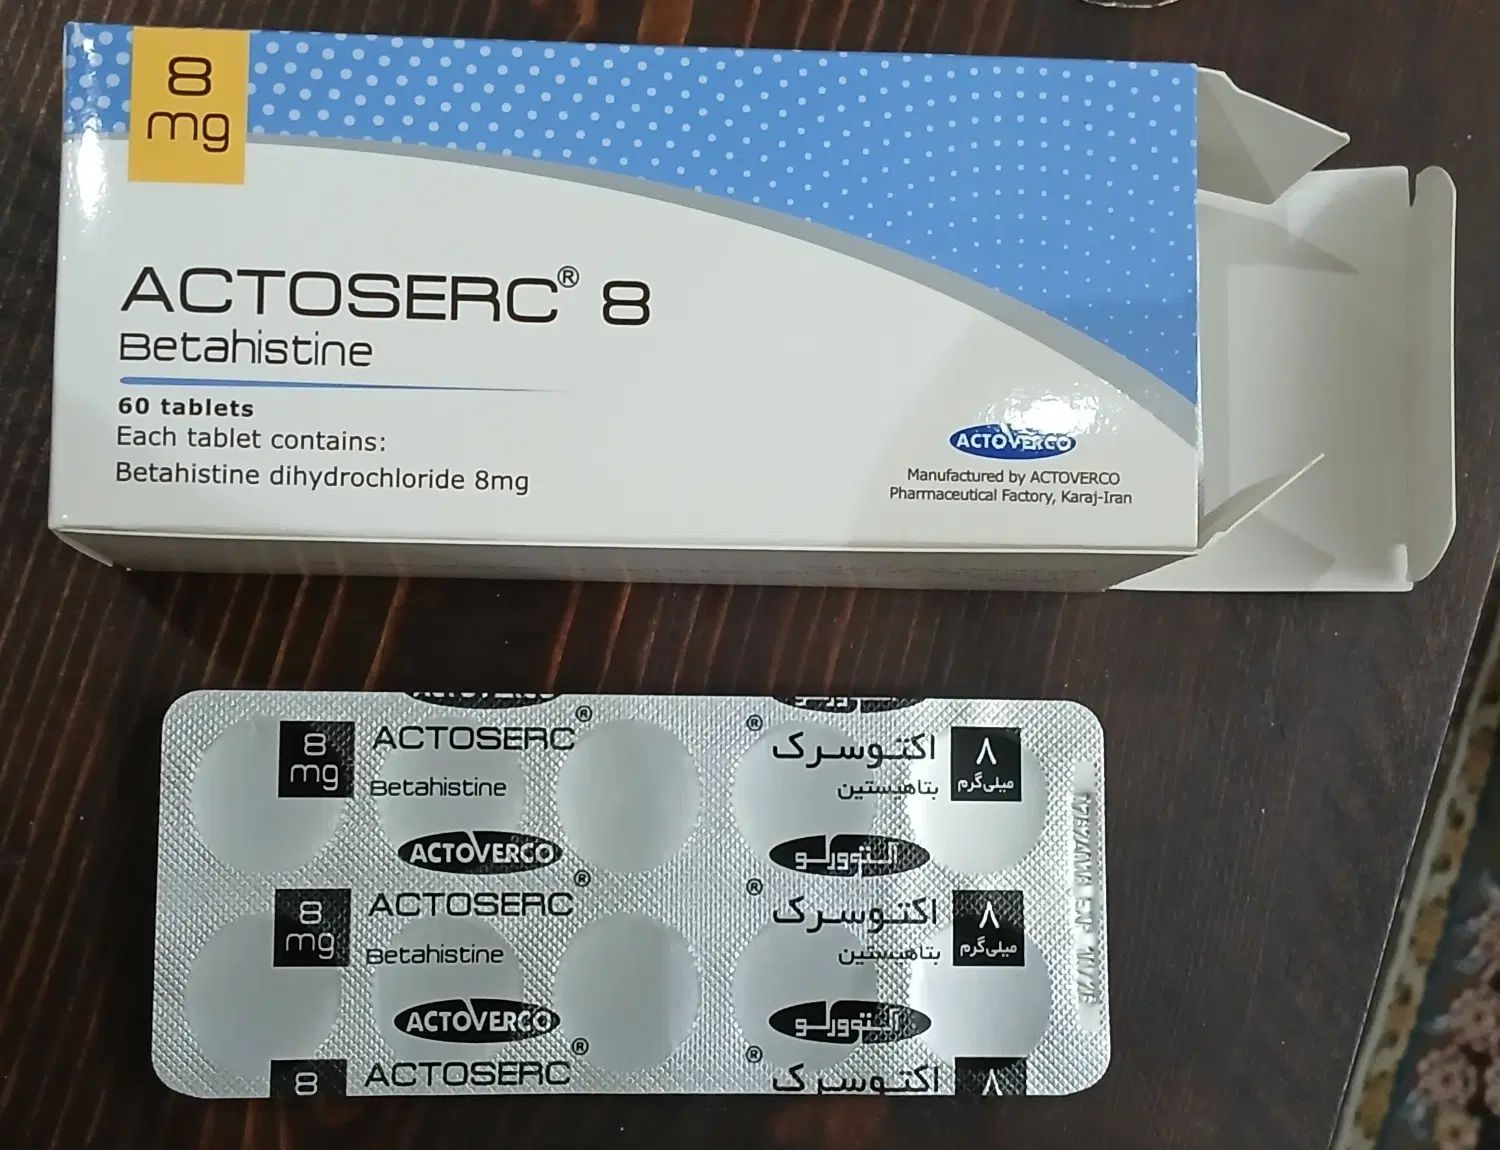 8
mg
ACTOSERC® 8
Betahistine
60 tablets
Each tablet contains:
Betahistine dihydrochloride 8mg
ACTOVERCO
Manufactured by ACTOVERCO
Pharmaceutical Factory, Karaj-Iran
ACTOVERCO
8
mg
ACTOSERC®
Betahistine
ACTOVERCO
® اکتوسرک
بتاهیستین
۸
میلی‌گرم
اکتوورکو
8
mg
ACTOSERC®
Betahistine
ACTOVERCO
® اکتوسرک
بتاهیستین
۸
میلی‌گرم
اکتوورکو
8
ACTOSERC®
® اکتوسرک
۸